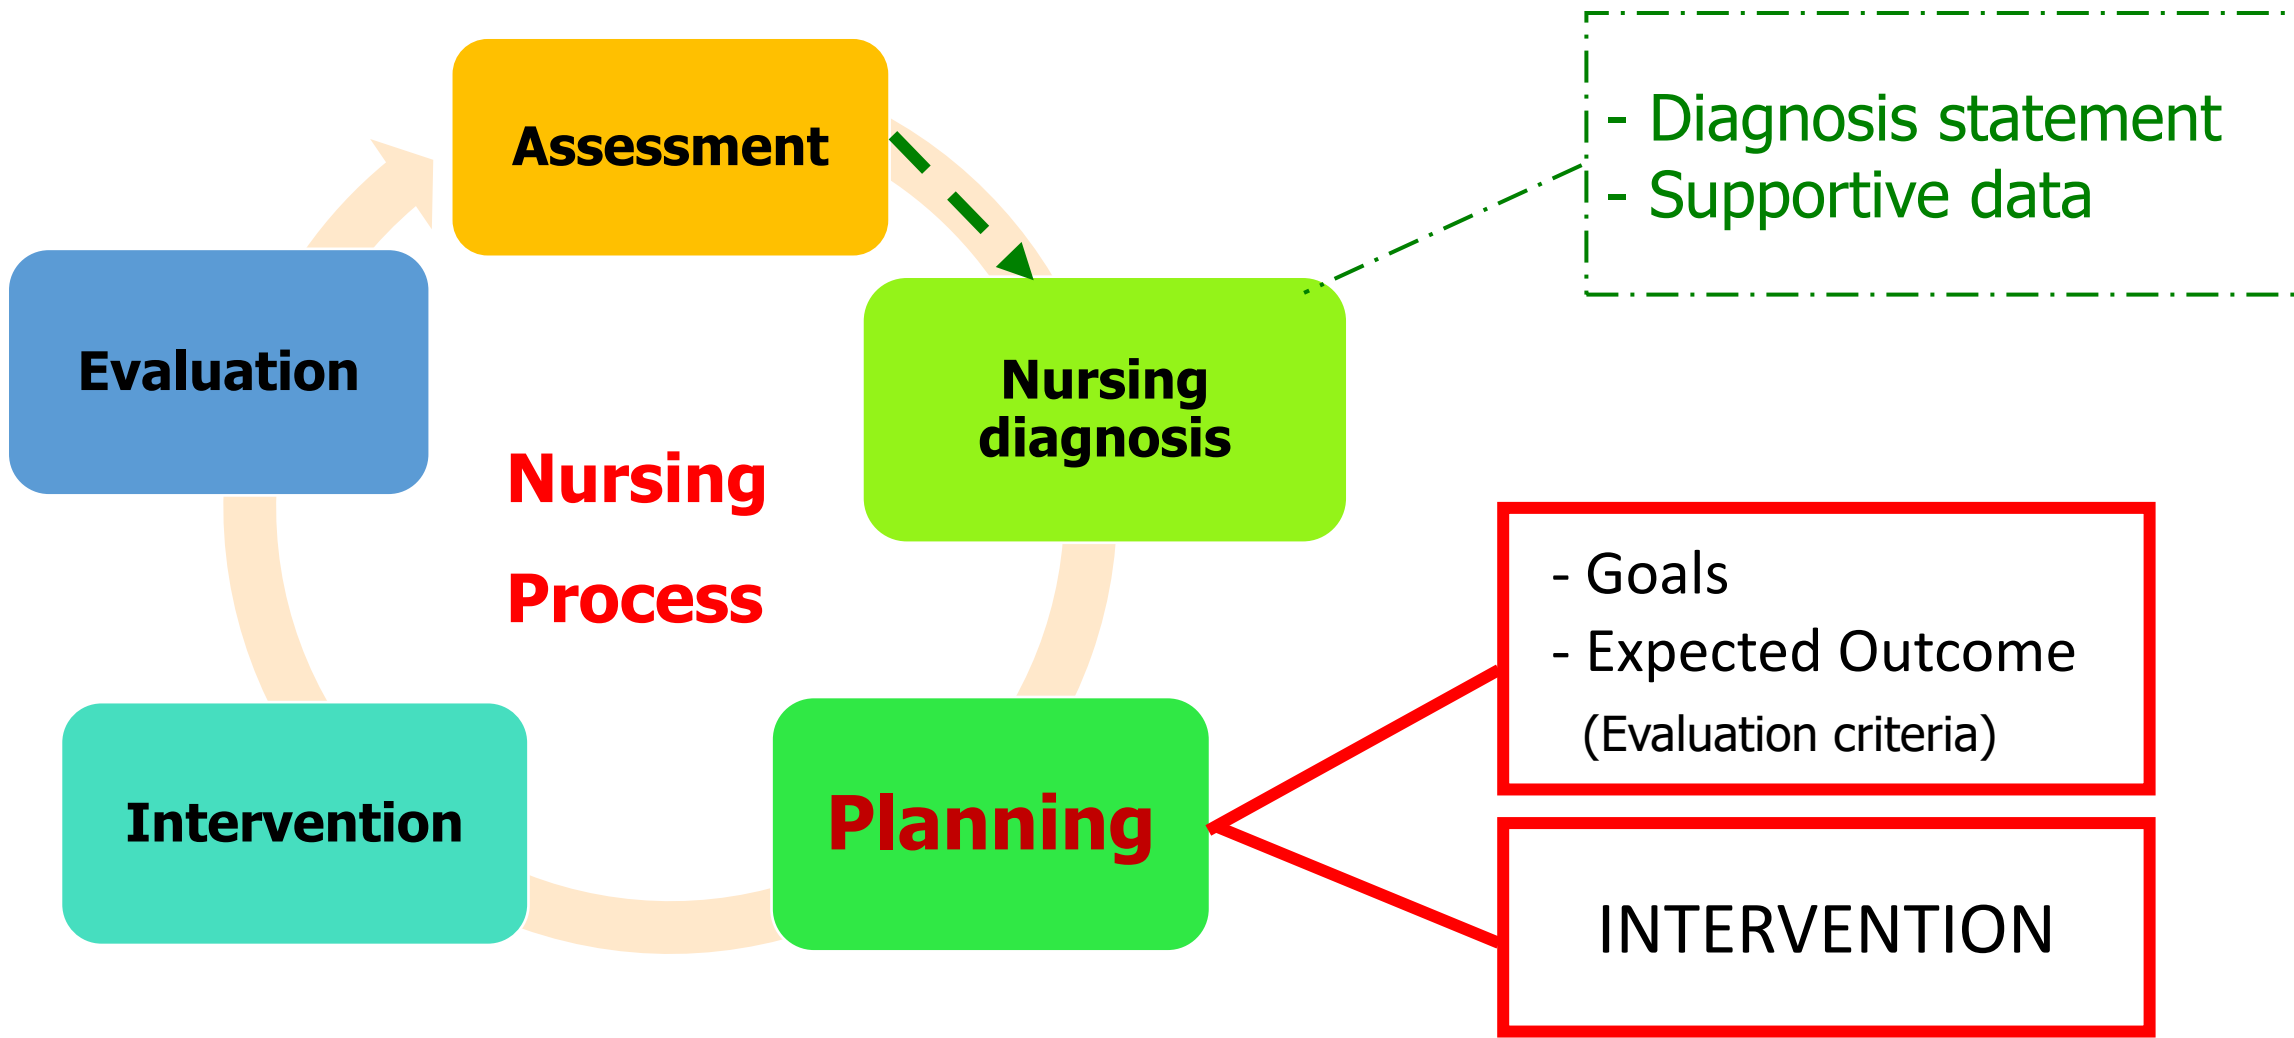 Assessment
- Diagnosis statement
- Supportive data
Evaluation
Nursing
diagnosis
Nursing
Process
- Goals
- Expected Outcome
(Evaluation criteria)
Intervention
Planning
INTERVENTION